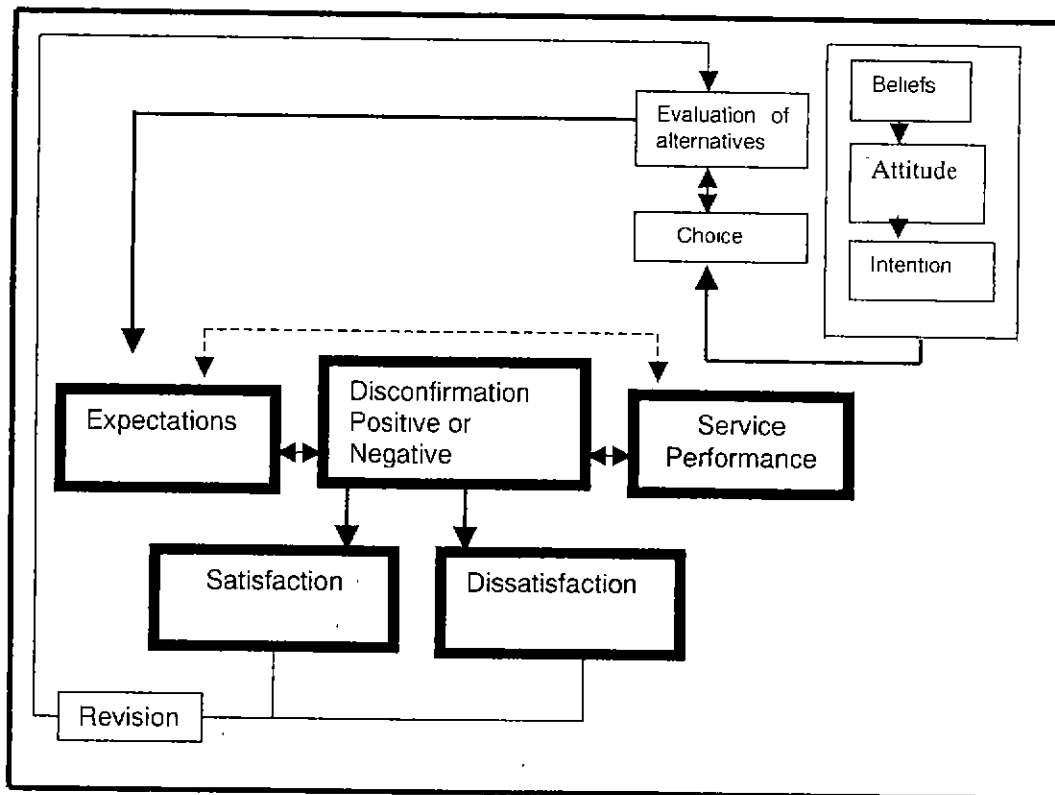 Beliefs
Evaluation of
alternatives
Attitude
Choice
Intention
Expectations
Disconfirmation
Positive or
Negative
Service
Performance
Satisfaction
Dissatisfaction
Revision